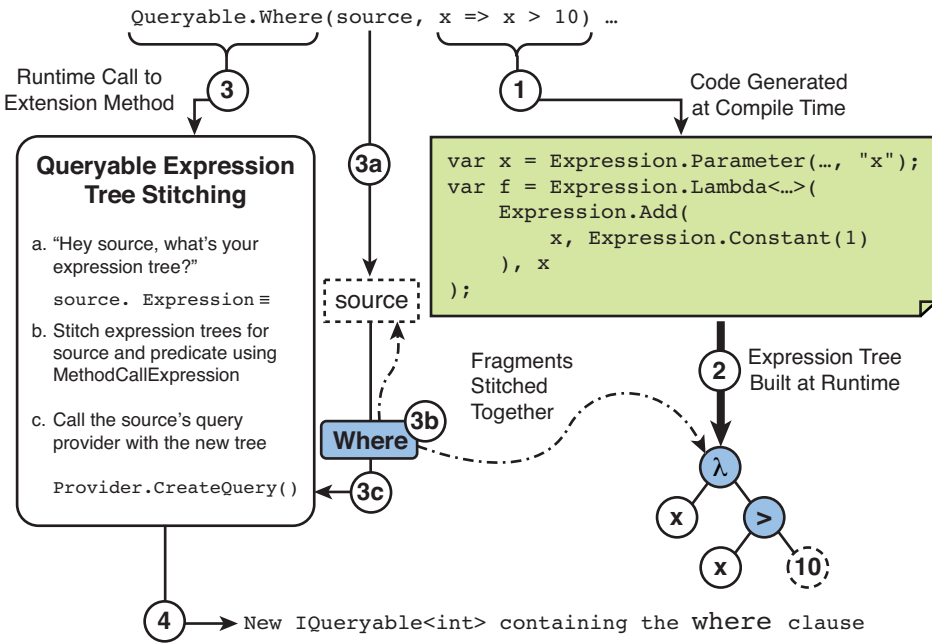 Queryable.Where(source, x => x > 10) …
Runtime Call to
Extension Method
3
1
Code Generated
at Compile Time
Queryable Expression
Tree Stitching
a. “Hey source, what’s your
expression tree?”
source. Expression ≡
b. Stitch expression trees for
source and predicate using
MethodCallExpression
c. Call the source’s query
provider with the new tree
Provider.CreateQuery()
3a
source
Where
3b
3c
Fragments
Stitched
Together
var x = Expression.Parameter(…, "x");
var f = Expression.Lambda<…>(
Expression.Add(
x, Expression.Constant(1)
), x
);
2
Expression Tree
Built at Runtime
λ
x
>
x
10
4
New IQueryable<int> containing the where clause